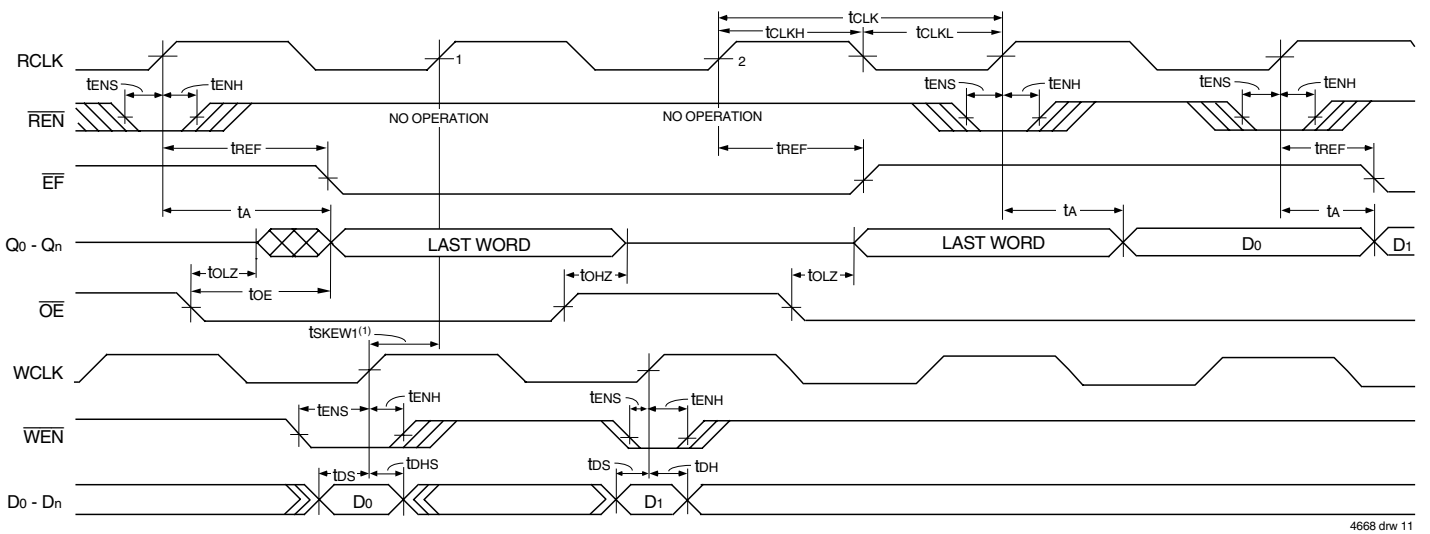 tCLK
tCLKH tCLKL
RCLK 1 2
tENS tENH tENS tENH tENS tENH
REN NO OPERATION NO OPERATION
tREF tREF tREF
EF
tA tA tA
Q0 - Qn LAST WORD LAST WORD D0 D1
tOLZ tOHZ tOLZ
tOE
OE
tSKEW1(1)
WCLK
tENS tENH tENS tENH
WEN
tDS tDHS tDS tDH
D0 - Dn D0 D1
4668 drw 11